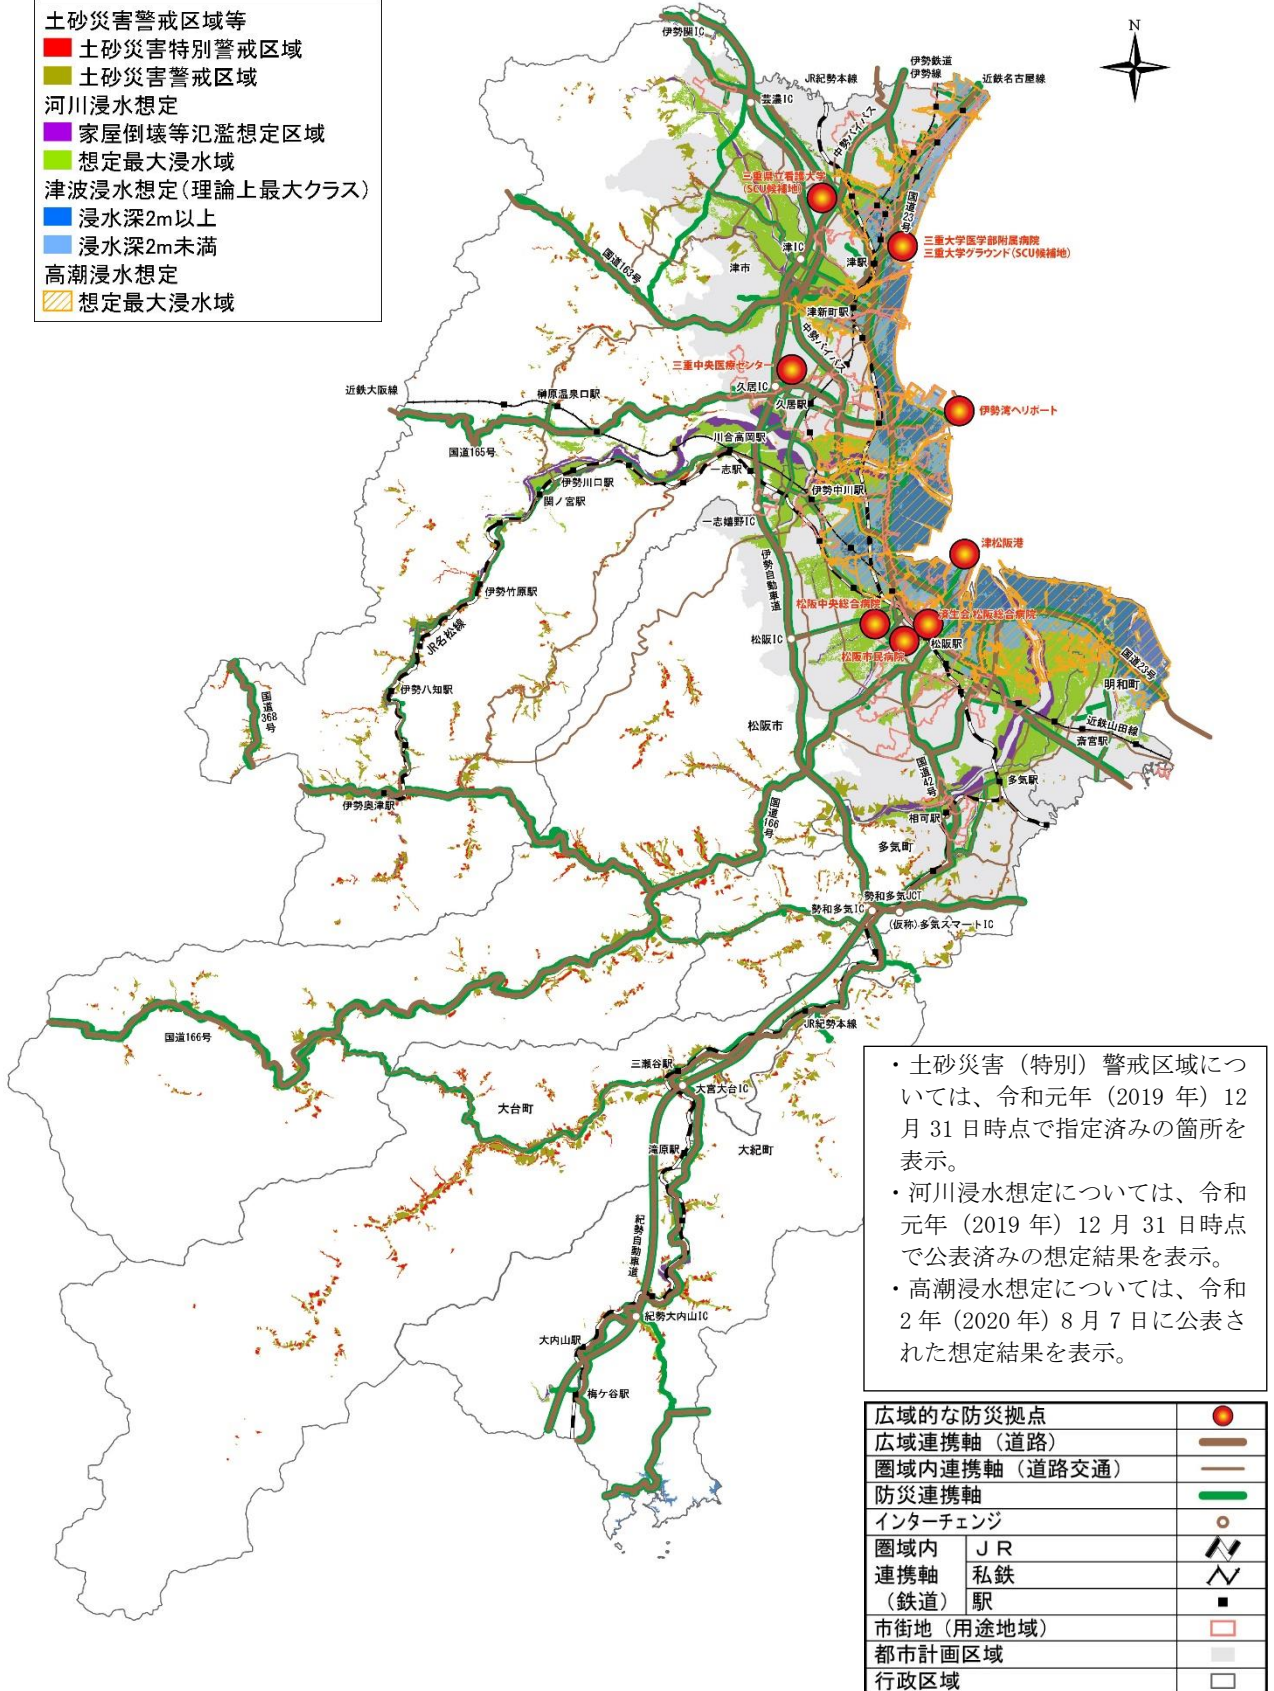 土砂災害警戒区域等
土砂災害特別警戒区域
土砂災害警戒区域
河川浸水想定
家屋倒壊等氾濫想定区域
想定最大浸水域
津波浸水想定(理論上最大クラス)
浸水深2m以上
浸水深2m未満
高潮浸水想定
想定最大浸水域
N
伊勢関IC
JR紀勢本線
伊勢鉄道
伊勢線
近鉄名古屋線
芸濃IC
中勢バイパス
三重県立看護大学
(SCU候補地)
国道23号
三重大学医学部附属病院
三重大学グラウンド(SCU候補地)
国道163号
津IC
津市
津駅
津新町駅
中勢バイパス
三重中央医療センター
久居IC
久居駅
伊勢湾ヘリポート
近鉄大阪線
榊原温泉口駅
国道165号
川合高岡駅
一志駅
伊勢川口駅
関ノ宮駅
伊勢中川駅
一志嬉野IC
伊勢自動車道
津松阪港
伊勢竹原駅
JR名松線
松阪中央総合病院
済生会松阪総合病院
松阪IC
松阪市民病院
松阪駅
国道23号
明和町
伊勢八知駅
国道368号
松阪市
近鉄山田線
斎宮駅
国道42号
多気駅
伊勢奥津駅
国道166号
相可駅
多気町
勢和多気JCT
勢和多気IC
(仮称)多気スマートIC
国道166号
JR紀勢本線
三瀬谷駅
大宮大台IC
大台町
滝原駅
大紀町
紀勢自動車道
紀勢大内山IC
大内山駅
梅ケ谷駅
・土砂災害（特別）警戒区域につ
いては、令和元年（2019 年）12
月 31 日時点で指定済みの箇所を
表示。
・河川浸水想定については、令和
元年（2019 年）12 月 31 日時点
で公表済みの想定結果を表示。
・高潮浸水想定については、令和
2 年（2020 年）8 月 7 日に公表さ
れた想定結果を表示。
広域的な防災拠点
広域連携軸（道路）
圏域内連携軸（道路交通）
防災連携軸
インターチェンジ
圏域内 ＪＲ
連携軸 私鉄
（鉄道） 駅
市街地（用途地域）
都市計画区域
行政区域